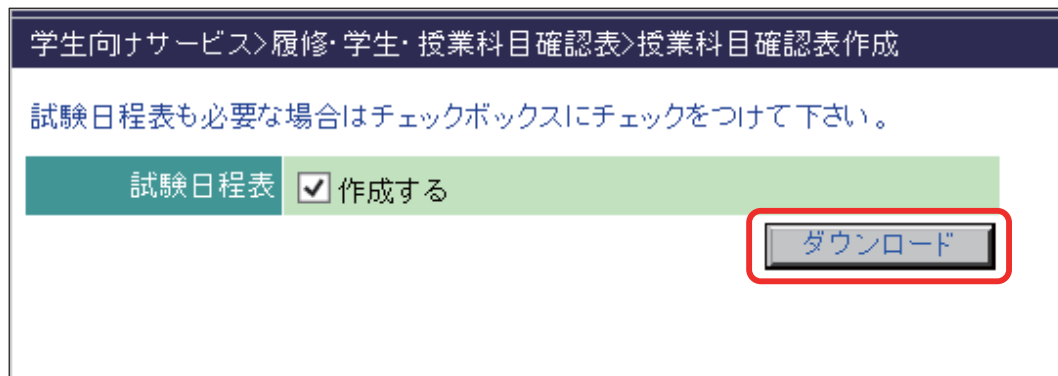 学生向けサービス>履修・学生・授業科目確認表>授業科目確認表作成
試験日程表も必要な場合はチェックボックスにチェックをつけて下さい。
試験日程表 作成する
ダウンロード